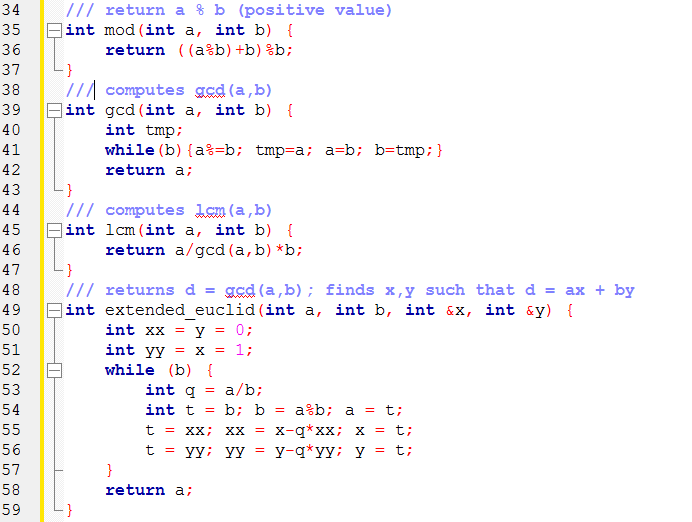 34 /// return a % b (positive value)
35 int mod(int a, int b) {
36     return ((a%b)+b)%b;
37 }
38 /// computes gcd(a,b)
39 int gcd(int a, int b) {
40     int tmp;
41     while(b){a%=b; tmp=a; a=b; b=tmp;}
42     return a;
43 }
44 /// computes lcm(a,b)
45 int lcm(int a, int b) {
46     return a/gcd(a,b)*b;
47 }
48 /// returns d = gcd(a,b); finds x,y such that d = ax + by
49 int extended_euclid(int a, int b, int &x, int &y) {
50     int xx = y = 0;
51     int yy = x = 1;
52     while (b) {
53         int q = a/b;
54         int t = b; b = a%b; a = t;
55         t = xx; xx = x-q*xx; x = t;
56         t = yy; yy = y-q*yy; y = t;
57     }
58     return a;
59 }